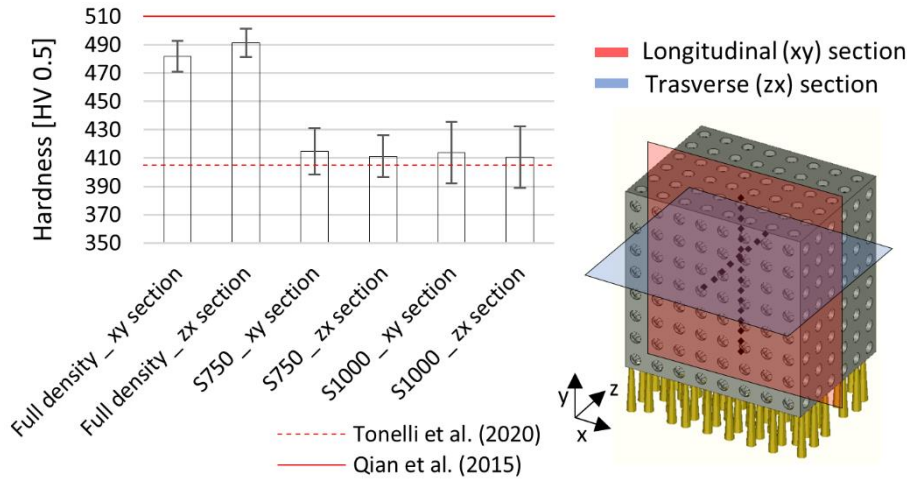 Hardness [HV 0.5]
510
490
470
450
430
410
390
370
350
Full density _ xy section
Full density _ zx section
S750 _ xy section
S750 _ zx section
S1000 _ xy section
S1000 _ zx section
Tonelli et al. (2020)
Qian et al. (2015)
Longitudinal (xy) section
Trasverse (zx) section
y
z
x